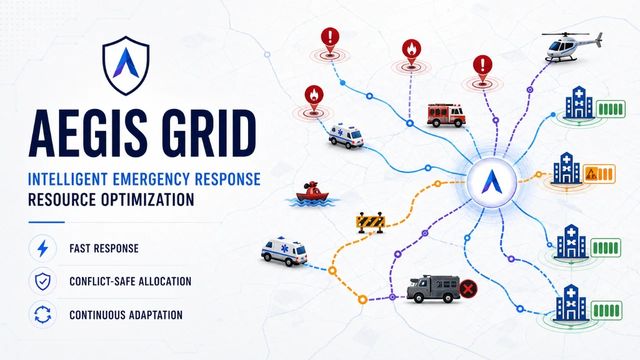 AEGIS GRID
INTELLIGENT EMERGENCY RESPONSE
RESOURCE OPTIMIZATION
FAST RESPONSE
CONFLICT-SAFE ALLOCATION
CONTINUOUS ADAPTATION